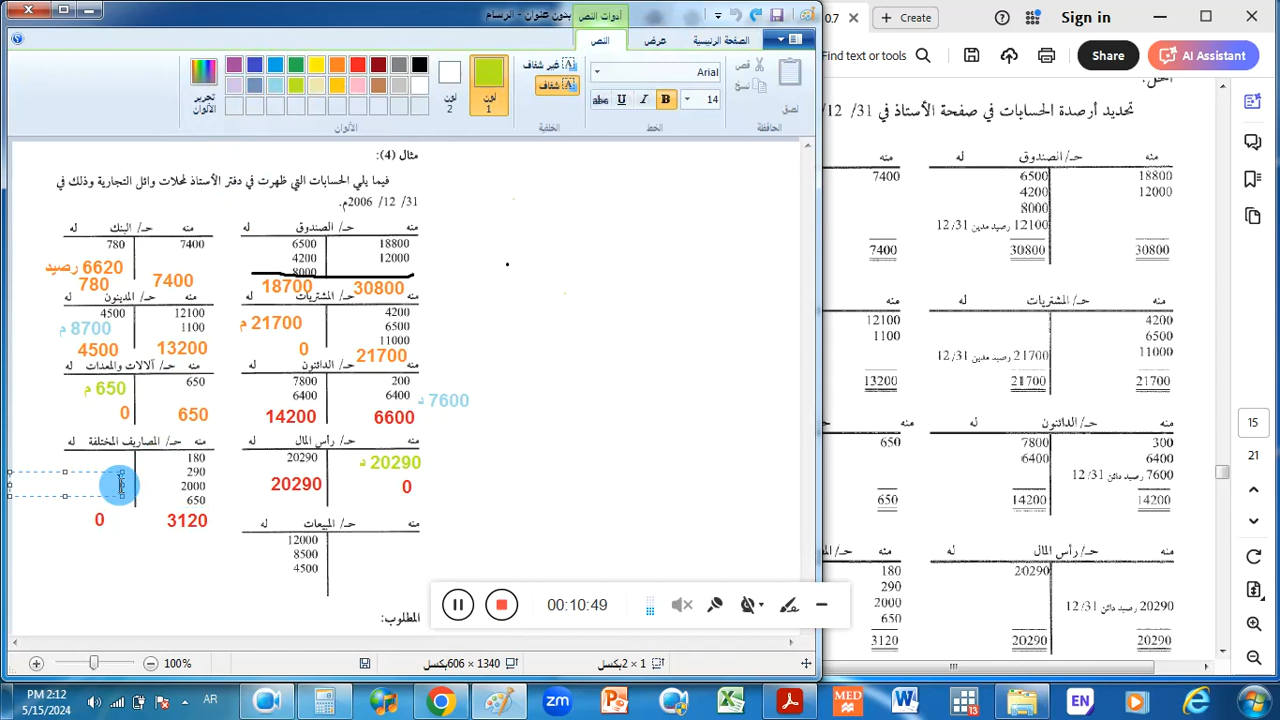 بدون عنوان - الرسام
أدوات النص
الصفحة الرئيسية
عرض
النص
قص
نسخ
لصق
الحافظة
Arial
14
B I U abc
الخط
غير شفاف
شفاف
الخلفية
لون 1
لون 2
الألوان
تحرير الألوان
مثال (4):
فيما يلي الحسابات التي ظهرت في دفتر الأستاذ لمحلات وائل التجارية وذلك في
31/ 12/ 2006م.
منه حـ/ الصندوق له
18800 6500
12000 4200
8000
30800 18700
منه حـ/ البنك له
7400 780
6620 رصيد
7400 780
منه حـ/ المشتريات له
4200
6500
11000
21700 م
21700 0
منه حـ/ المدينون له
12100 4500
1100
8700 م
13200 4500
منه حـ/ الدائنون له
200 7800
6400 6400
7600 د
6600 14200
منه حـ/ آلالات والمعدات له
650
650 م
650 0
منه حـ/ رأس المال له
20290
20290 د
0 20290
منه حـ/ المصاريف المختلفة له
180
290
2000
650
3120 0
منه حـ/ المبيعات له
12000
8500
4500
المطلوب:
100%
1340 × 606بكسل
1 × 2بكسل
00:10:49
0.7
Create
Sign in
Find text or tools
Share
AI Assistant
الحل:
تحديد أرصدة الحسابات في صفحة الأستاذ في 31/ 12/
منه حـ/ الصندوق له
18800 6500
12000 4200
8000
12100 رصيد مدين 12/31
30800 30800
منه
7400
7400
منه حـ/ المشتريات له
4200
6500
11000
21700 رصيد مدين 12/31
21700 21700
منه
12100
1100
13200
منه حـ/ الدائنون له
300 7800
6400 6400
7600 رصيد دائن 12/31
14200 14200
650
650
منه حـ/ رأس المال له
20290
20290 رصيد دائن 12/31
20290 20290
منه
180
290
2000
650
3120
15
21
PM 2:12
5/15/2024
AR
zm
MED
13
EN